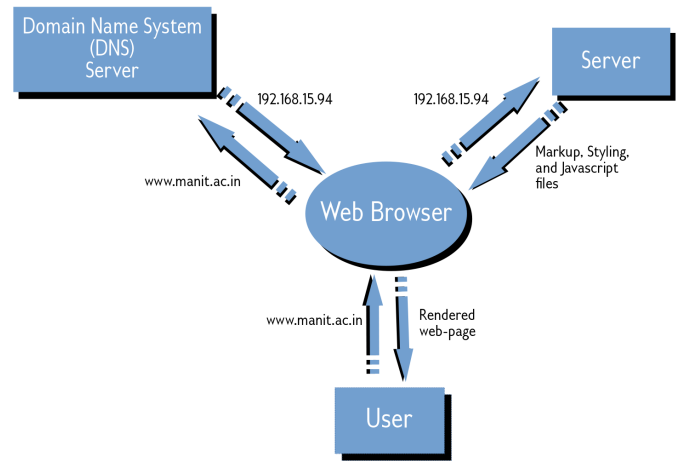 Domain Name System
(DNS)
Server
Server
192.168.15.94
192.168.15.94
www.manit.ac.in
Markup, Styling,
and Javascript
files
Web Browser
www.manit.ac.in
Rendered
web-page
User